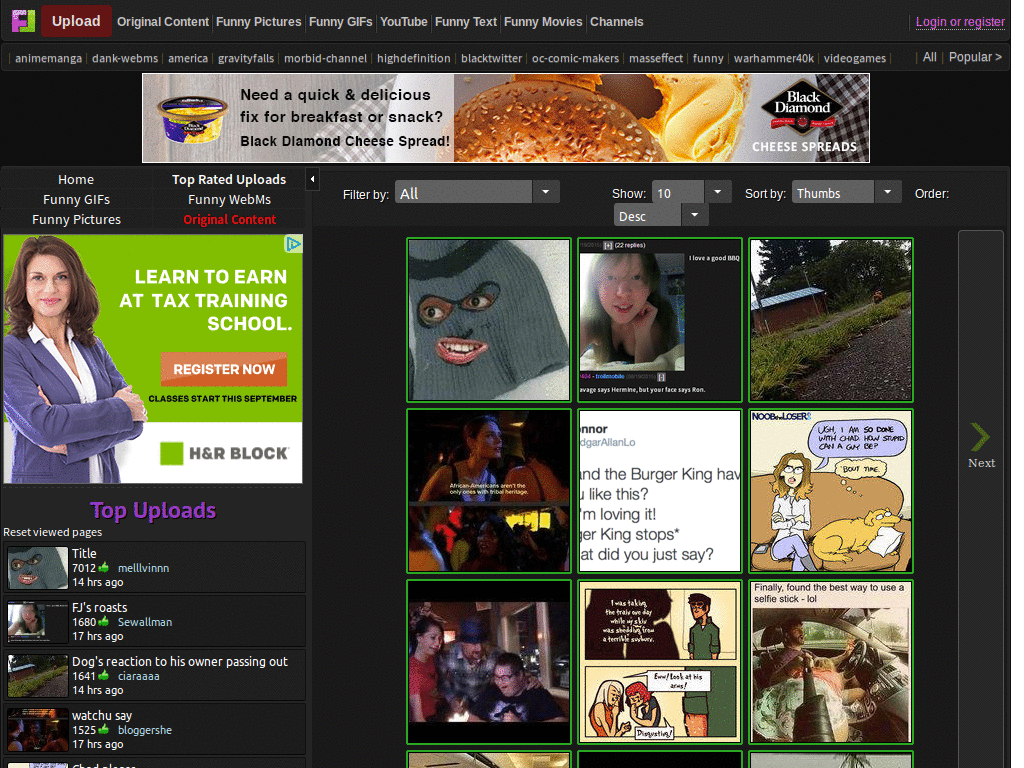 Upload
Original Content
Funny Pictures
Funny GIFs
YouTube
Funny Text
Funny Movies
Channels
Login or register
animemanga
dank-webms
america
gravityfalls
morbid-channel
highdefinition
blacktwitter
oc-comic-makers
masseffect
funny
warhammer40k
videogames
All
Popular >
Need a quick & delicious
fix for breakfast or snack?
Black Diamond Cheese Spread!
Black
Diamond
CHEESE SPREADS
Home
Top Rated Uploads
Funny GIFs
Funny WebMs
Funny Pictures
Original Content
Filter by:
All
Show:
10
Sort by:
Thumbs
Order:
Desc
LEARN TO EARN
AT TAX TRAINING
SCHOOL.
REGISTER NOW
CLASSES START THIS SEPTEMBER
H&R BLOCK
Top Uploads
Reset viewed pages
Title
7012 melllvinnn
14 hrs ago
FJ's roasts
1680 Sewallman
17 hrs ago
Dog's reaction to his owner passing out
1641 ciaraaaa
14 hrs ago
watchu say
1525 bloggershe
17 hrs ago
[+] (22 replies)
I love a good BBQ
trollmobile
[-]
avage says Hermine, but your face says Ron.
African-Americans aren't the
only ones with tribal heritage.
nnor
dgarAllanLo
and the Burger King hav
u like this?
'm loving it!
ger King stops*
at did you just say?
NOOB the LOSER
UGH, I AM SO DONE
WITH CHAD. HOW STUPID
CAN A GUY BE?
'BOUT TIME.
I was taking
the train one day
while my skin
was shedding from
a terrible sunburn.
Eww! Look at his
arms!
Disgusting!
Finally, found the best way to use a
selfie stick - lol
Next